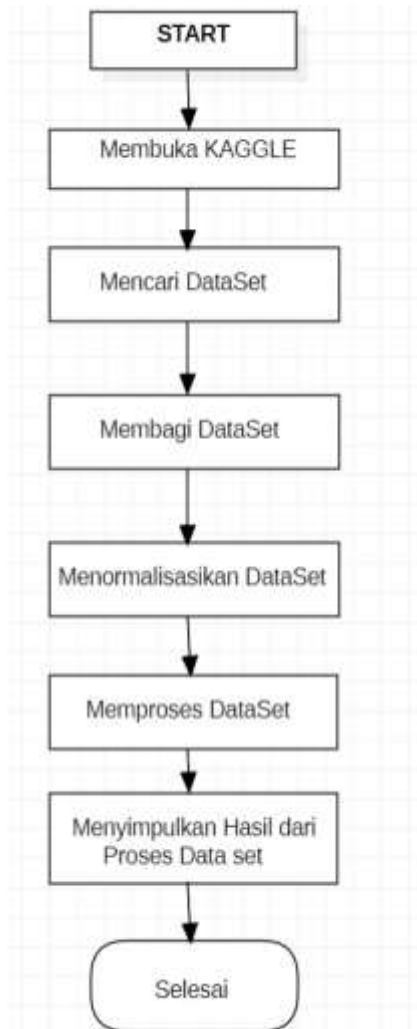 START
Membuka KAGGLE
Mencari DataSet
Membagi DataSet
Menormalisasikan DataSet
Memproses DataSet
Menyimpulkan Hasil dari
Proses Data set
Selesai